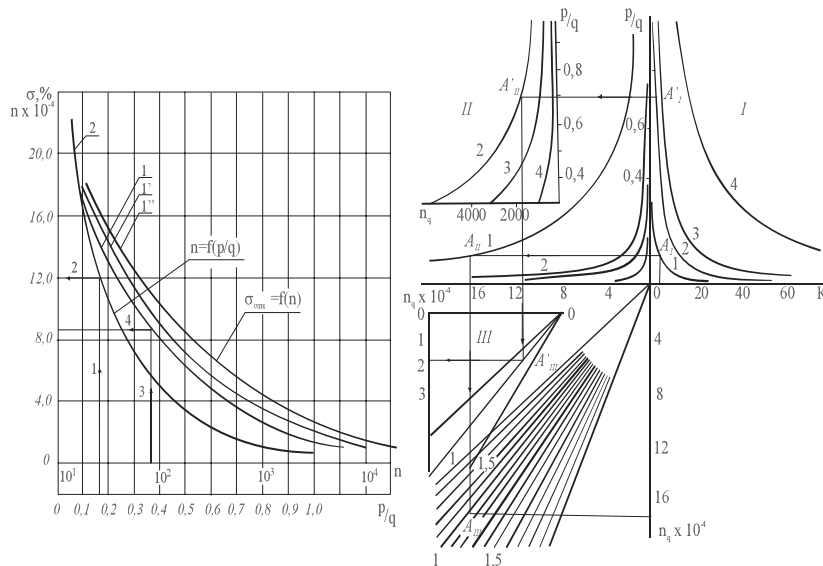 σ,%
n x 10⁻⁴
2
20,0
1
1'
1''
16,0
n=f(p/q)
12,0
2
σ =f(n)
4
8,0
1
3
4,0
0
10¹
10²
10³
10⁴
n
0 0,1 0,2 0,3 0,4 0,5 0,6 0,7 0,8 0,9 1,0
p/q
p/q
p/q
0,8
A'II
A'I
II
I
0,6
0,6
2
3
4
0,4
0,4
4
nq
4000
2000
3
AII
1
AI
2
2
1
nq x 10⁴
16
12
8
4
0
20
40
60
K
0
0
1
III
4
2
A'III
3
8
12
1
1,5
16
AIII
nq x 10⁴
1
1,5